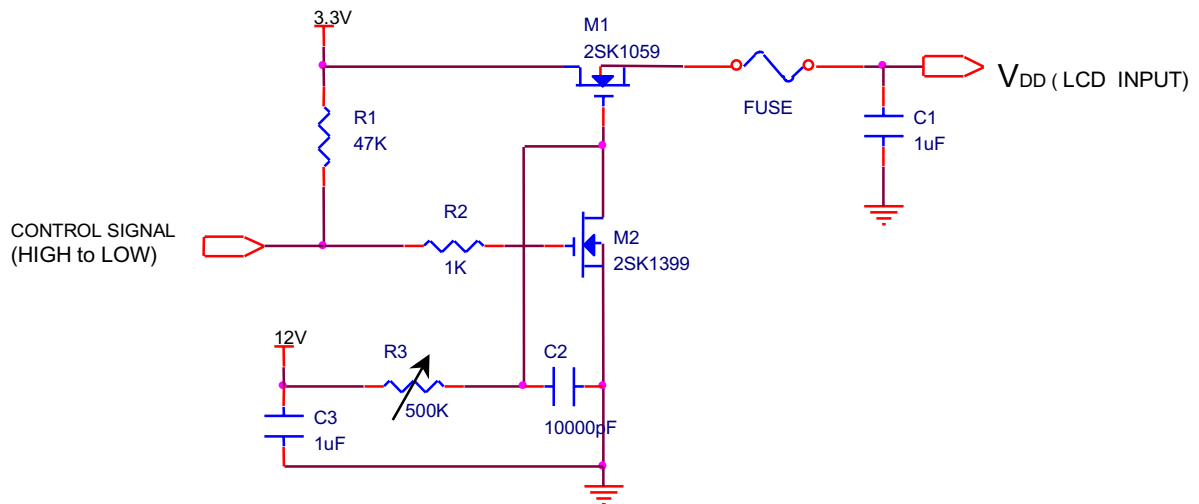 3.3V
M1
2SK1059
FUSE
VDD ( LCD INPUT)
R1
47K
C1
1uF
CONTROL SIGNAL
(HIGH to LOW)
R2
1K
M2
2SK1399
12V
R3
500K
C2
10000pF
C3
1uF